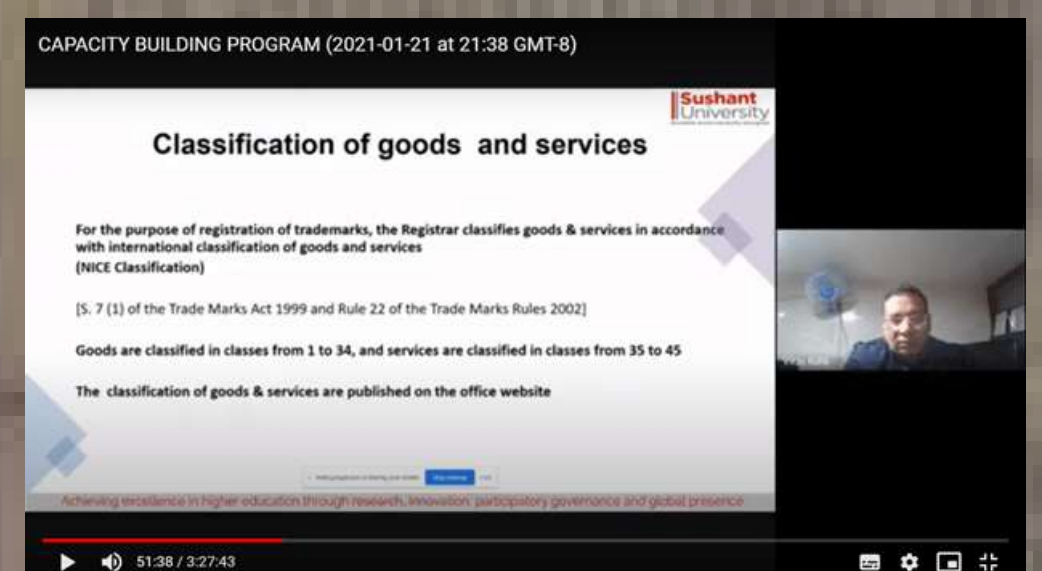 CAPACITY BUILDING PROGRAM (2021-01-21 at 21:38 GMT-8)
Sushant
University
Classification of goods and services
For the purpose of registration of trademarks, the Registrar classifies goods & services in accordance
with international classification of goods and services
(NICE Classification)
[S. 7 (1) of the Trade Marks Act 1999 and Rule 22 of the Trade Marks Rules 2002]
Goods are classified in classes from 1 to 34, and services are classified in classes from 35 to 45
The classification of goods & services are published on the office website
Achieving excellence in higher education through research, innovation, participatory governance and global presence
51:38 / 3:27:43